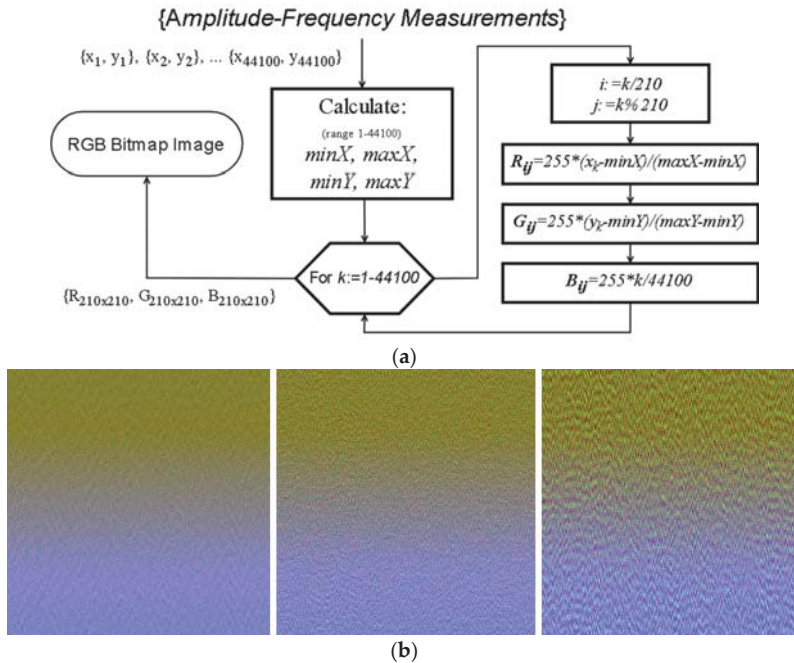 {Amplitude-Frequency Measurements}
{x1, y1}, {x2, y2}, ... {x44100, y44100}
RGB Bitmap Image
Calculate:
(range 1-44100)
minX, maxX,
minY, maxY
For k:=1-44100
{R210x210, G210x210, B210x210}
i: =k/210
j: =k%210
Rij=255*(xk-minX)/(maxX-minX)
Gij=255*(yk-minY)/(maxY-minY)
Bij=255*k/44100
(a)
(b)